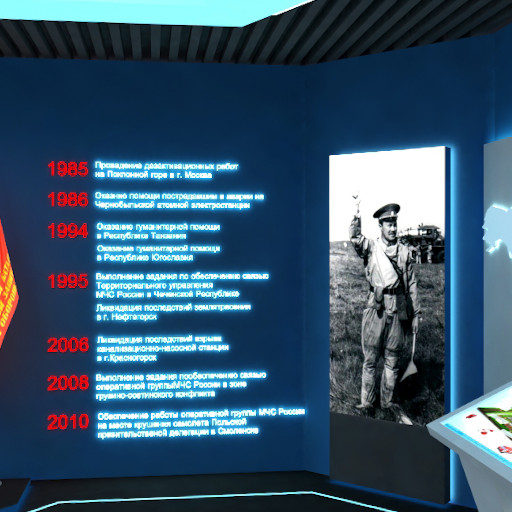 1985 Проведение дезактивационных работ
на Поклонной горе в г. Москва
1986 Оказание помощи пострадавшим в аварии на
Чернобыльской атомной электростанции
1994 Оказание гуманитарной помощи
в Республике Танзания
Оказание гуманитарной помощи
в Республике Югославия
1995 Выполнение задания по обеспечению связью
Территориального управления
МЧС России в Чеченской Республике
Ликвидация последствий землетрясения
в г. Нефтегорск
2006 Ликвидация последствий взрыва
канализационно-насосной станции
в г.Красногорск
2008 Выполнение задания пообеспечению связью
оперативной группыМЧС России в зоне
грузино-осетинского конфликта
2010 Обеспечение работы оперативной группы МЧС России
на месте крушения самолета Польской
правительственной делегации в Смоленске